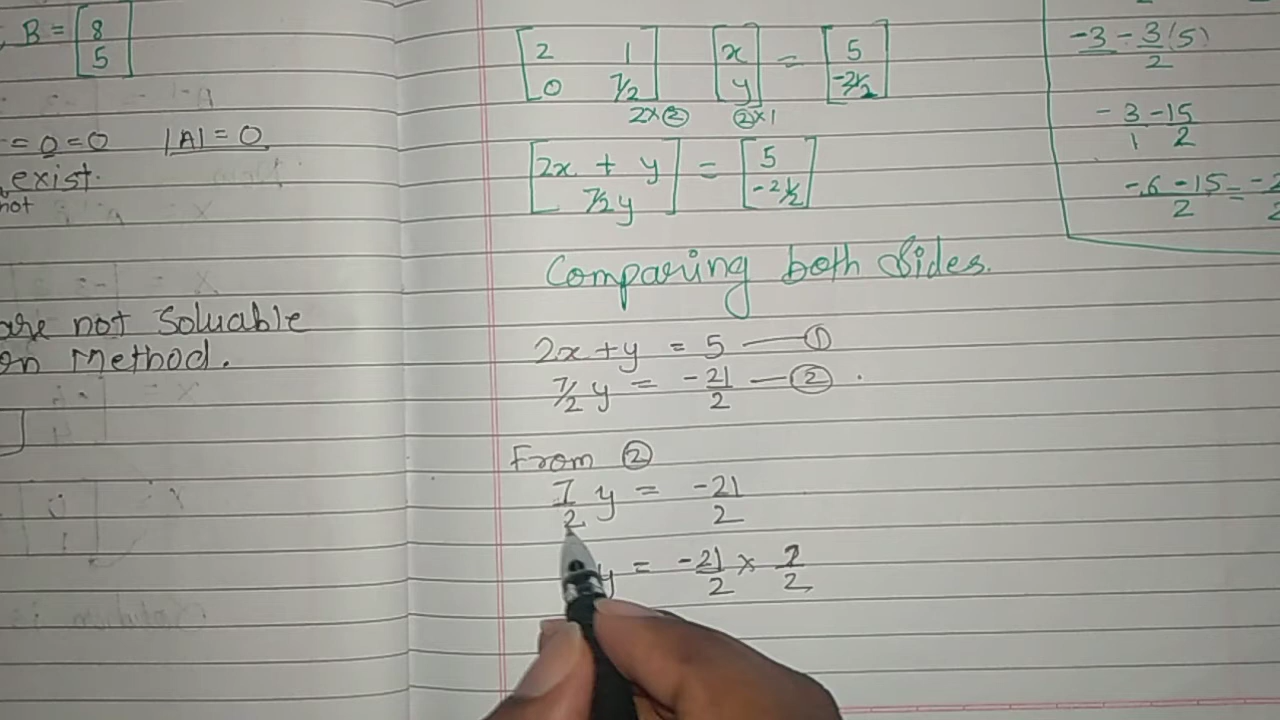 , B = [8
5]
= 0 = 0 |A| = 0
exist.
not
are not Soluable
on Method.
[2 1
0 7/2] [x
y] = [5
-21/2]
2×② ②×1
[2x + y
7/2 y] = [5
-21/2]
Comparing both sides.
2x + y = 5 — ①
7/2 y = -21/2 — ② .
From ②
7/2 y = -21/2
y = -21/2 ×
-3 - 3(5)
2
-3/1 -15/2
-6 - 15/2 = -2